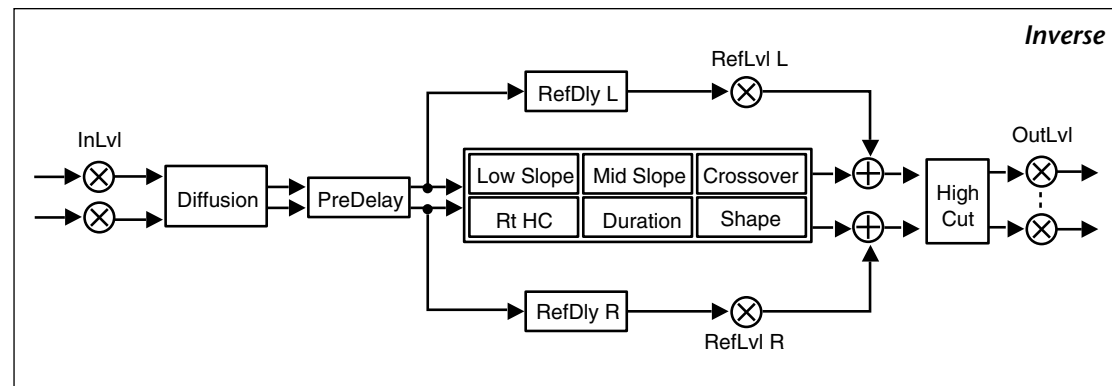 Inverse
RefLvl L
RefDly L
InLvl
OutLvl
Low Slope
Mid Slope
Crossover
Diffusion
PreDelay
High
Cut
Rt HC
Duration
Shape
RefDly R
RefLvl R